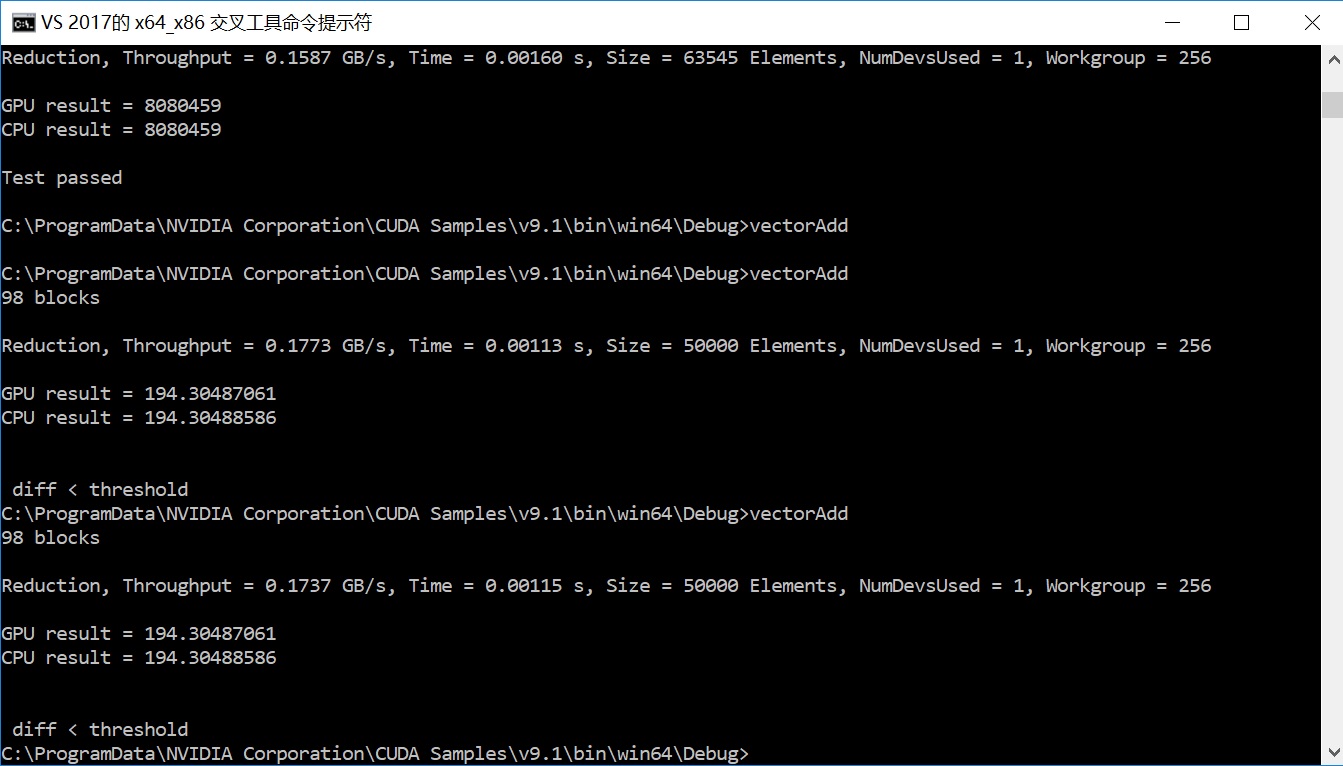 VS 2017的 x64_x86 交叉工具命令提示符
Reduction, Throughput = 0.1587 GB/s, Time = 0.00160 s, Size = 63545 Elements, NumDevsUsed = 1, Workgroup = 256
GPU result = 8080459
CPU result = 8080459
Test passed
C:\ProgramData\NVIDIA Corporation\CUDA Samples\v9.1\bin\win64\Debug>vectorAdd
C:\ProgramData\NVIDIA Corporation\CUDA Samples\v9.1\bin\win64\Debug>vectorAdd
98 blocks
Reduction, Throughput = 0.1773 GB/s, Time = 0.00113 s, Size = 50000 Elements, NumDevsUsed = 1, Workgroup = 256
GPU result = 194.30487061
CPU result = 194.30488586
diff < threshold
C:\ProgramData\NVIDIA Corporation\CUDA Samples\v9.1\bin\win64\Debug>vectorAdd
98 blocks
Reduction, Throughput = 0.1737 GB/s, Time = 0.00115 s, Size = 50000 Elements, NumDevsUsed = 1, Workgroup = 256
GPU result = 194.30487061
CPU result = 194.30488586
diff < threshold
C:\ProgramData\NVIDIA Corporation\CUDA Samples\v9.1\bin\win64\Debug>